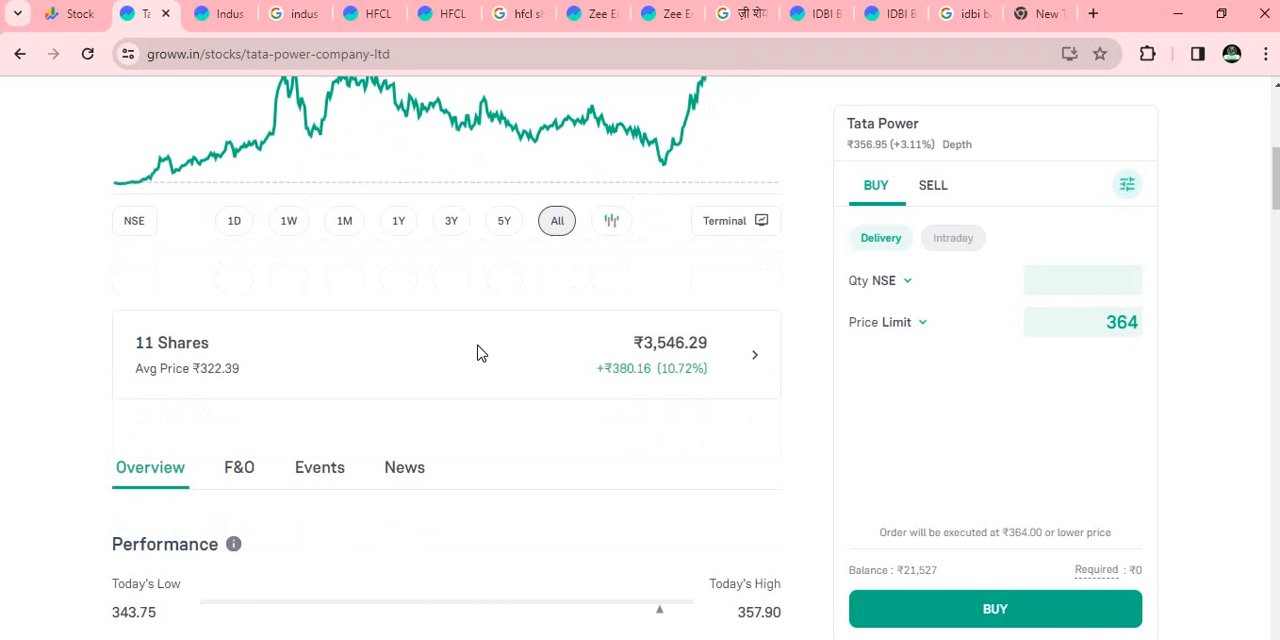 Ta
Stock
Indus
indus
HFCL
HFCL
hfcl s
Zee E
Zee E
ज़ी शेय
IDBI B
IDBI B
idbi b
New T
groww.in/stocks/tata-power-company-ltd
NSE
1D
1W
1M
1Y
3Y
5Y
All
Terminal
11 Shares
₹3,546.29
Avg Price ₹322.39
+₹380.16 (10.72%)
Overview
F&O
Events
News
Performance
Today's Low
Today's High
343.75
357.90
Tata Power
₹356.95 (+3.11%) Depth
BUY
SELL
Delivery
Intraday
Qty NSE
Price Limit
364
Order will be executed at ₹364.00 or lower price
Balance : ₹21,527
Required : ₹0
BUY